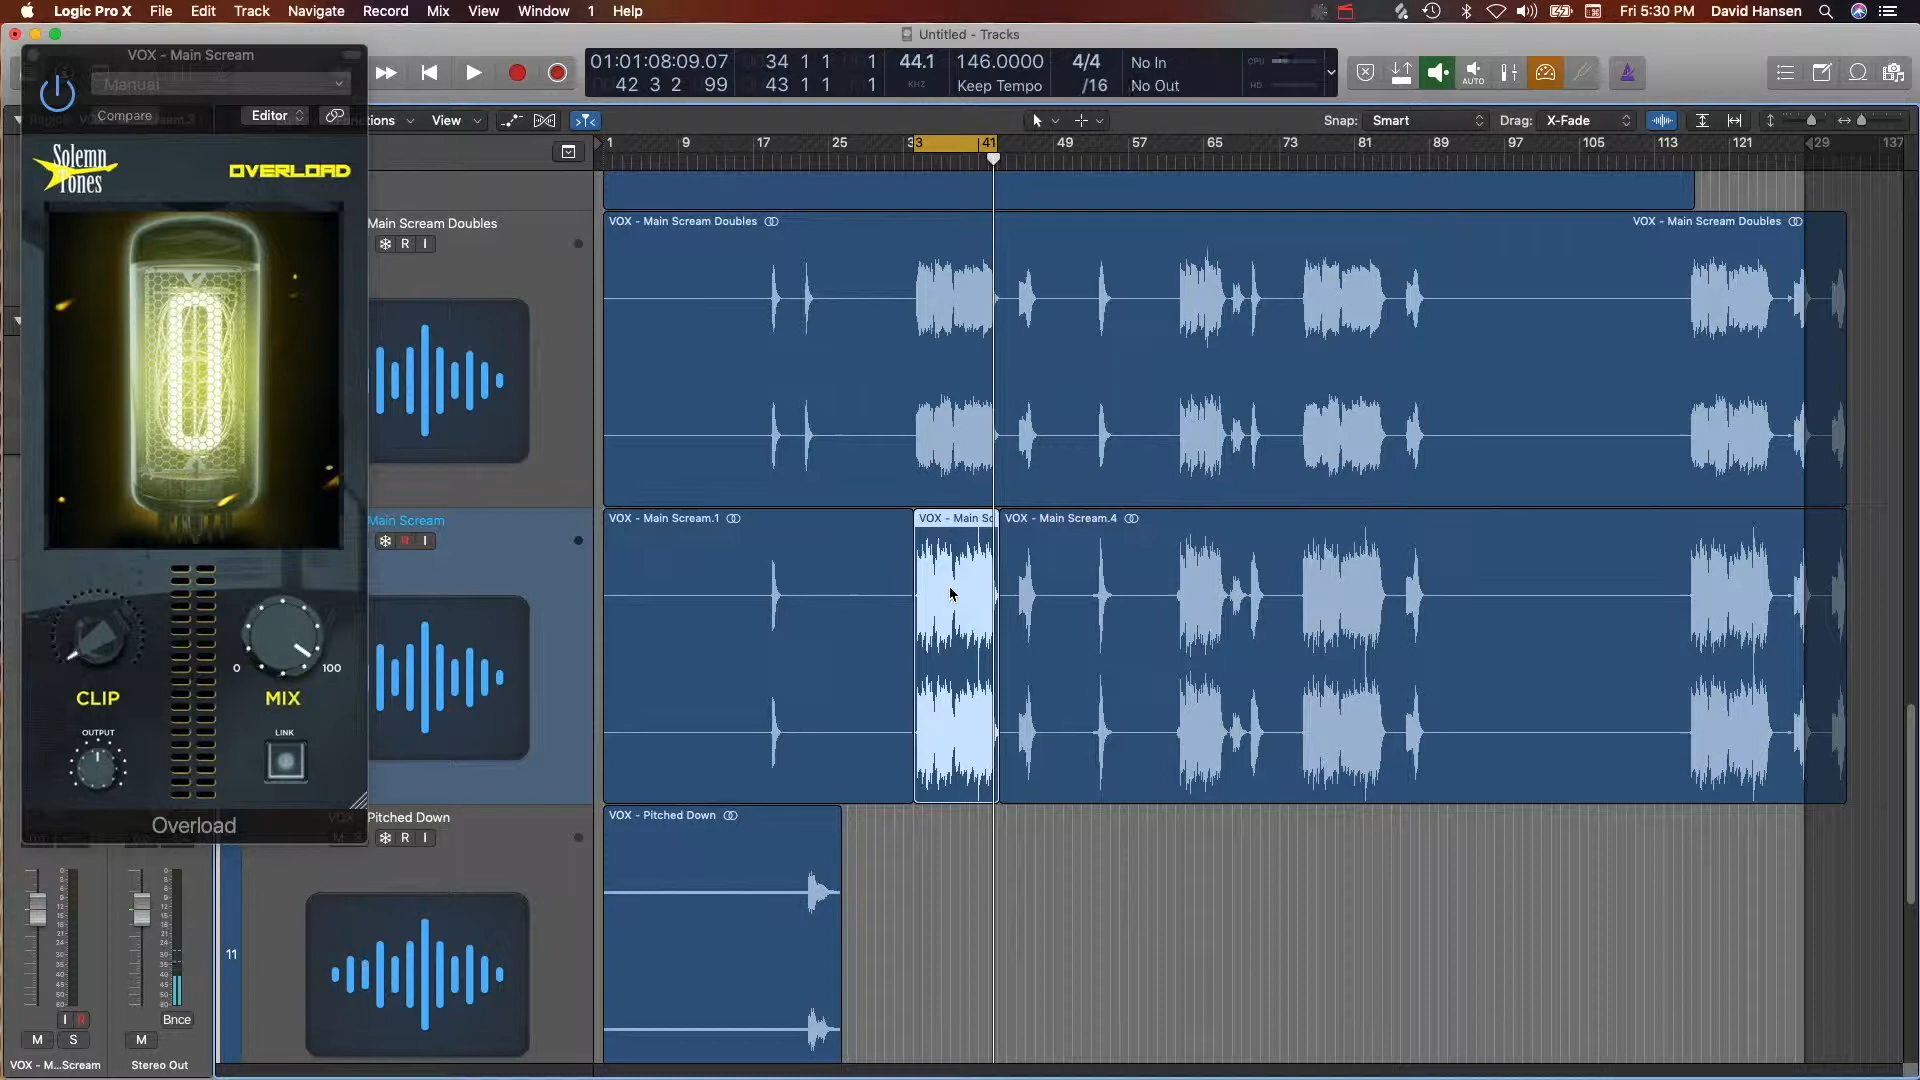 Logic Pro X File Edit Track Navigate Record Mix View Window 1 Help
Fri 5:30 PM David Hansen
Untitled - Tracks
VOX - Main Scream
Manual
Compare
Editor
01:01:08:09.07
42 3 2 99
34 1 1 1
43 1 1 1
44.1
KHZ
146.0000
Keep Tempo
4/4
/16
No In
No Out
CPU
HD
AUTO
View
Snap: Smart
Drag: X-Fade
1 9 17 25 33 41 49 57 65 73 81 89 97 105 113 121 129 137
Solemn
Tones
OVERLOAD
Main Scream Doubles
R I
VOX - Main Scream Doubles
VOX - Main Scream Doubles
Main Scream
R I
VOX - Main Scream.1
VOX - Main Sc
VOX - Main Scream.4
0
100
CLIP
MIX
OUTPUT
LINK
Overload
Pitched Down
R I
VOX - Pitched Down
11
I R
Bnce
M S
M
VOX - M...Scream
Stereo Out